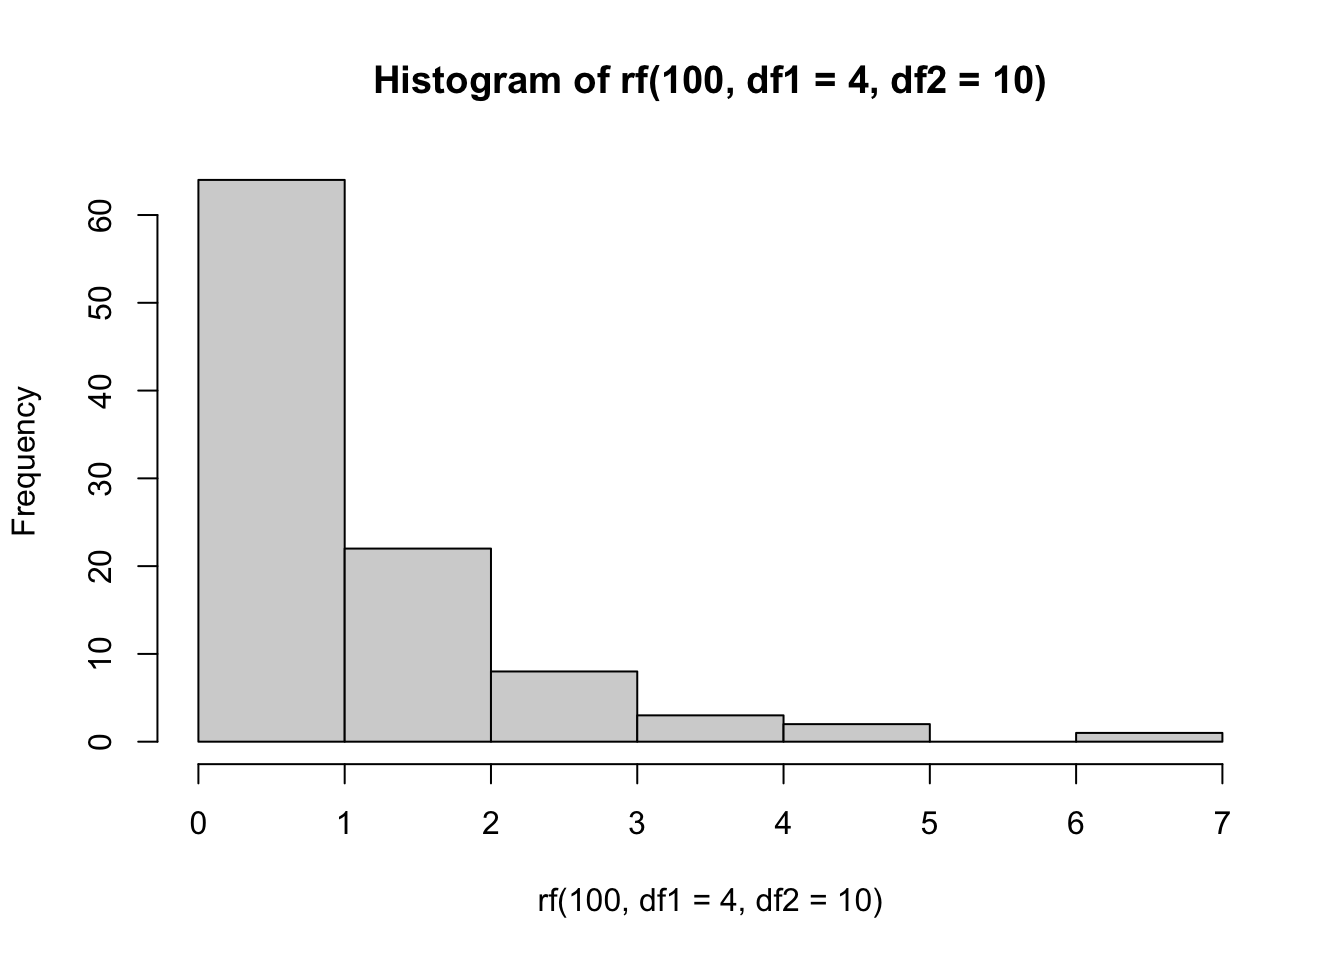 Histogram of rf(100, df1 = 4, df2 = 10)
Frequency
60
50
40
30
20
10
0
0 1 2 3 4 5 6 7
rf(100, df1 = 4, df2 = 10)